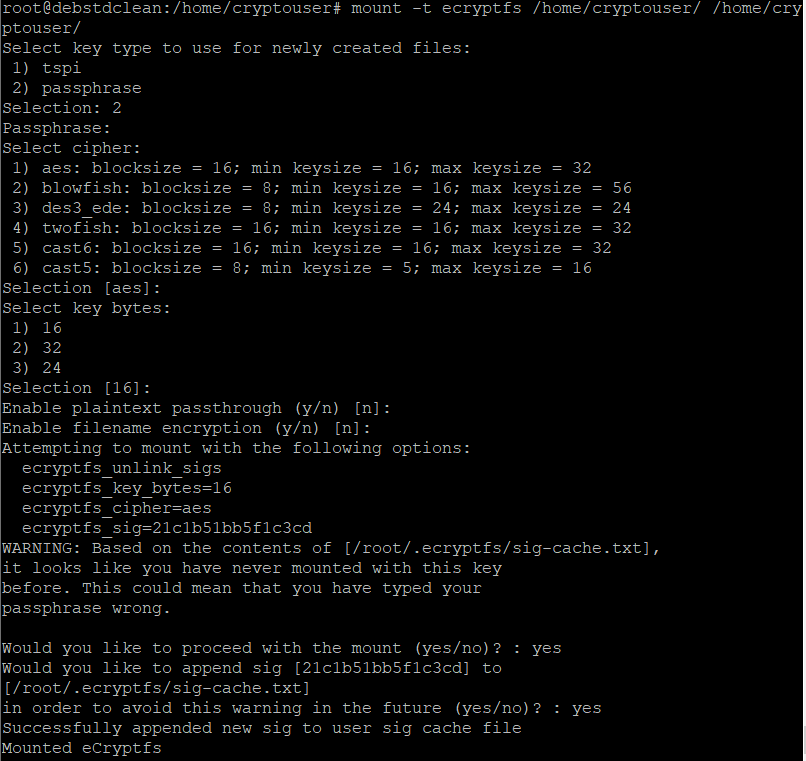 root@debstdclean:/home/cryptouser# mount -t ecryptfs /home/cryptouser/ /home/cry
ptouser/
Select key type to use for newly created files:
 1) tspi
 2) passphrase
Selection: 2
Passphrase:
Select cipher:
 1) aes: blocksize = 16; min keysize = 16; max keysize = 32
 2) blowfish: blocksize = 8; min keysize = 16; max keysize = 56
 3) des3_ede: blocksize = 8; min keysize = 24; max keysize = 24
 4) twofish: blocksize = 16; min keysize = 16; max keysize = 32
 5) cast6: blocksize = 16; min keysize = 16; max keysize = 32
 6) cast5: blocksize = 8; min keysize = 5; max keysize = 16
Selection [aes]:
Select key bytes:
 1) 16
 2) 32
 3) 24
Selection [16]:
Enable plaintext passthrough (y/n) [n]:
Enable filename encryption (y/n) [n]:
Attempting to mount with the following options:
  ecryptfs_unlink_sigs
  ecryptfs_key_bytes=16
  ecryptfs_cipher=aes
  ecryptfs_sig=21c1b51bb5f1c3cd
WARNING: Based on the contents of [/root/.ecryptfs/sig-cache.txt],
it looks like you have never mounted with this key
before. This could mean that you have typed your
passphrase wrong.

Would you like to proceed with the mount (yes/no)? : yes
Would you like to append sig [21c1b51bb5f1c3cd] to
[/root/.ecryptfs/sig-cache.txt]
in order to avoid this warning in the future (yes/no)? : yes
Successfully appended new sig to user sig cache file
Mounted eCryptfs